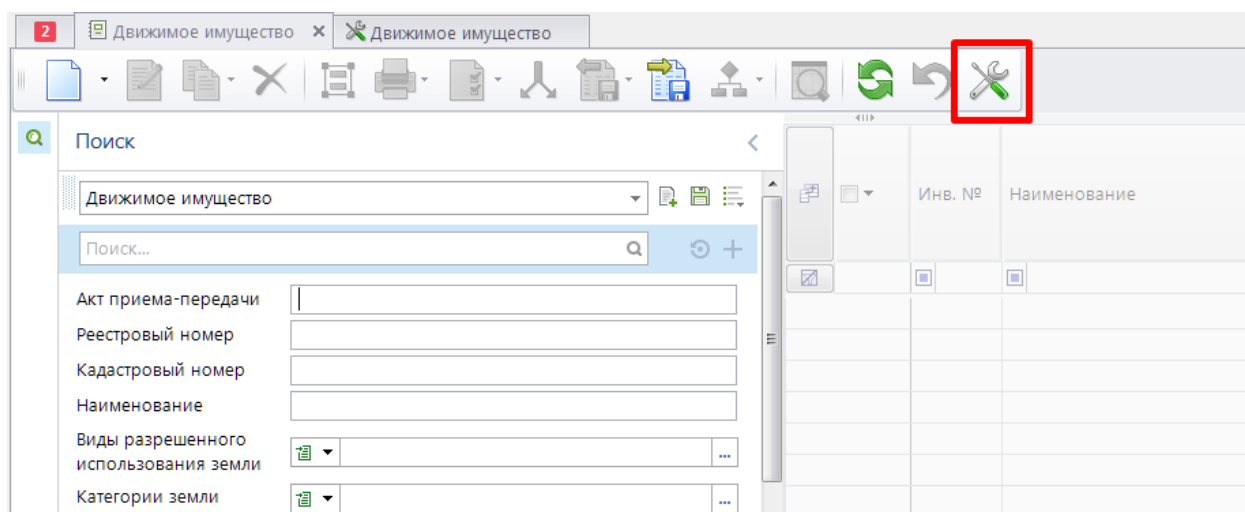 2 Движимое имущество Движимое имущество
Поиск
Движимое имущество
Поиск...
Инв. № Наименование
Акт приема-передачи
Реестровый номер
Кадастровый номер
Наименование
Виды разрешенного
использования земли
Категории земли